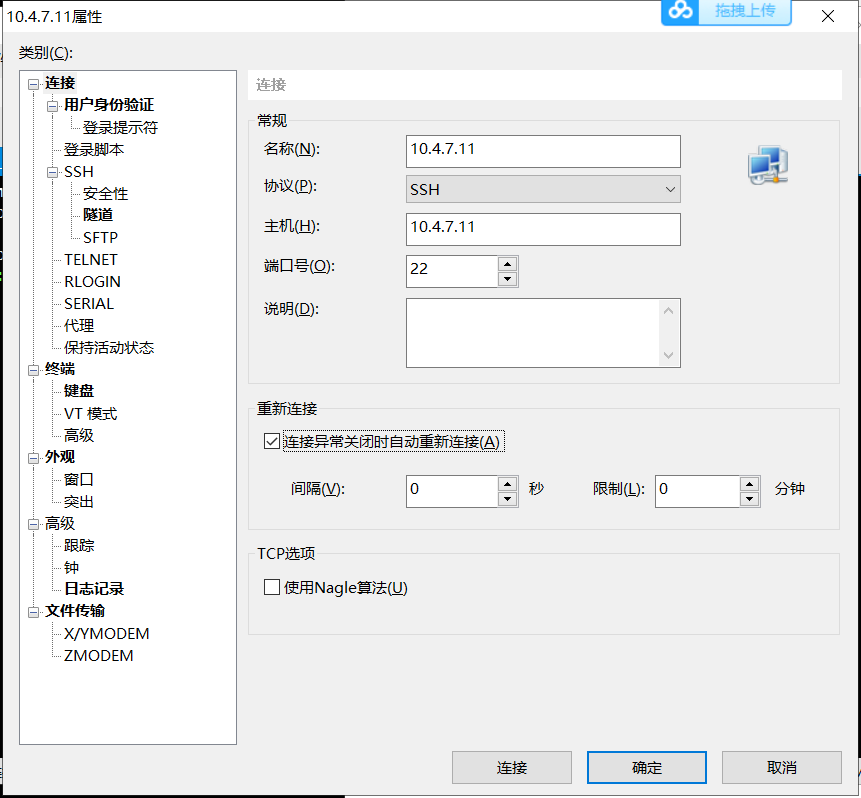 10.4.7.11属性
拖拽上传
类别(C):
连接
用户身份验证
登录提示符
登录脚本
SSH
安全性
隧道
SFTP
TELNET
RLOGIN
SERIAL
代理
保持活动状态
终端
键盘
VT 模式
高级
外观
窗口
突出
高级
跟踪
钟
日志记录
文件传输
X/YMODEM
ZMODEM
连接
常规
名称(N): 10.4.7.11
协议(P): SSH
主机(H): 10.4.7.11
端口号(O): 22
说明(D):
重新连接
连接异常关闭时自动重新连接(A)
间隔(V): 0 秒 限制(L): 0 分钟
TCP选项
使用Nagle算法(U)
连接 确定 取消